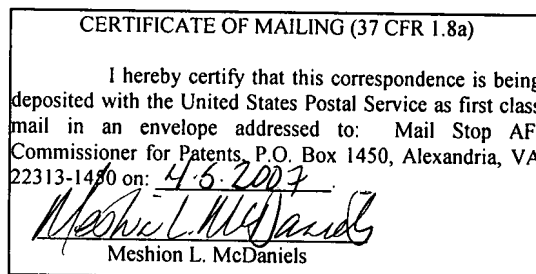 CERTIFICATE OF MAILING (37 CFR 1.8a)
I hereby certify that this correspondence is being
deposited with the United States Postal Service as first class
mail in an envelope addressed to: Mail Stop AF,
Commissioner for Patents, P.O. Box 1450, Alexandria, VA
22313-1450 on: 4.5.2007
Meshia L. McDaniels
Meshion L. McDaniels